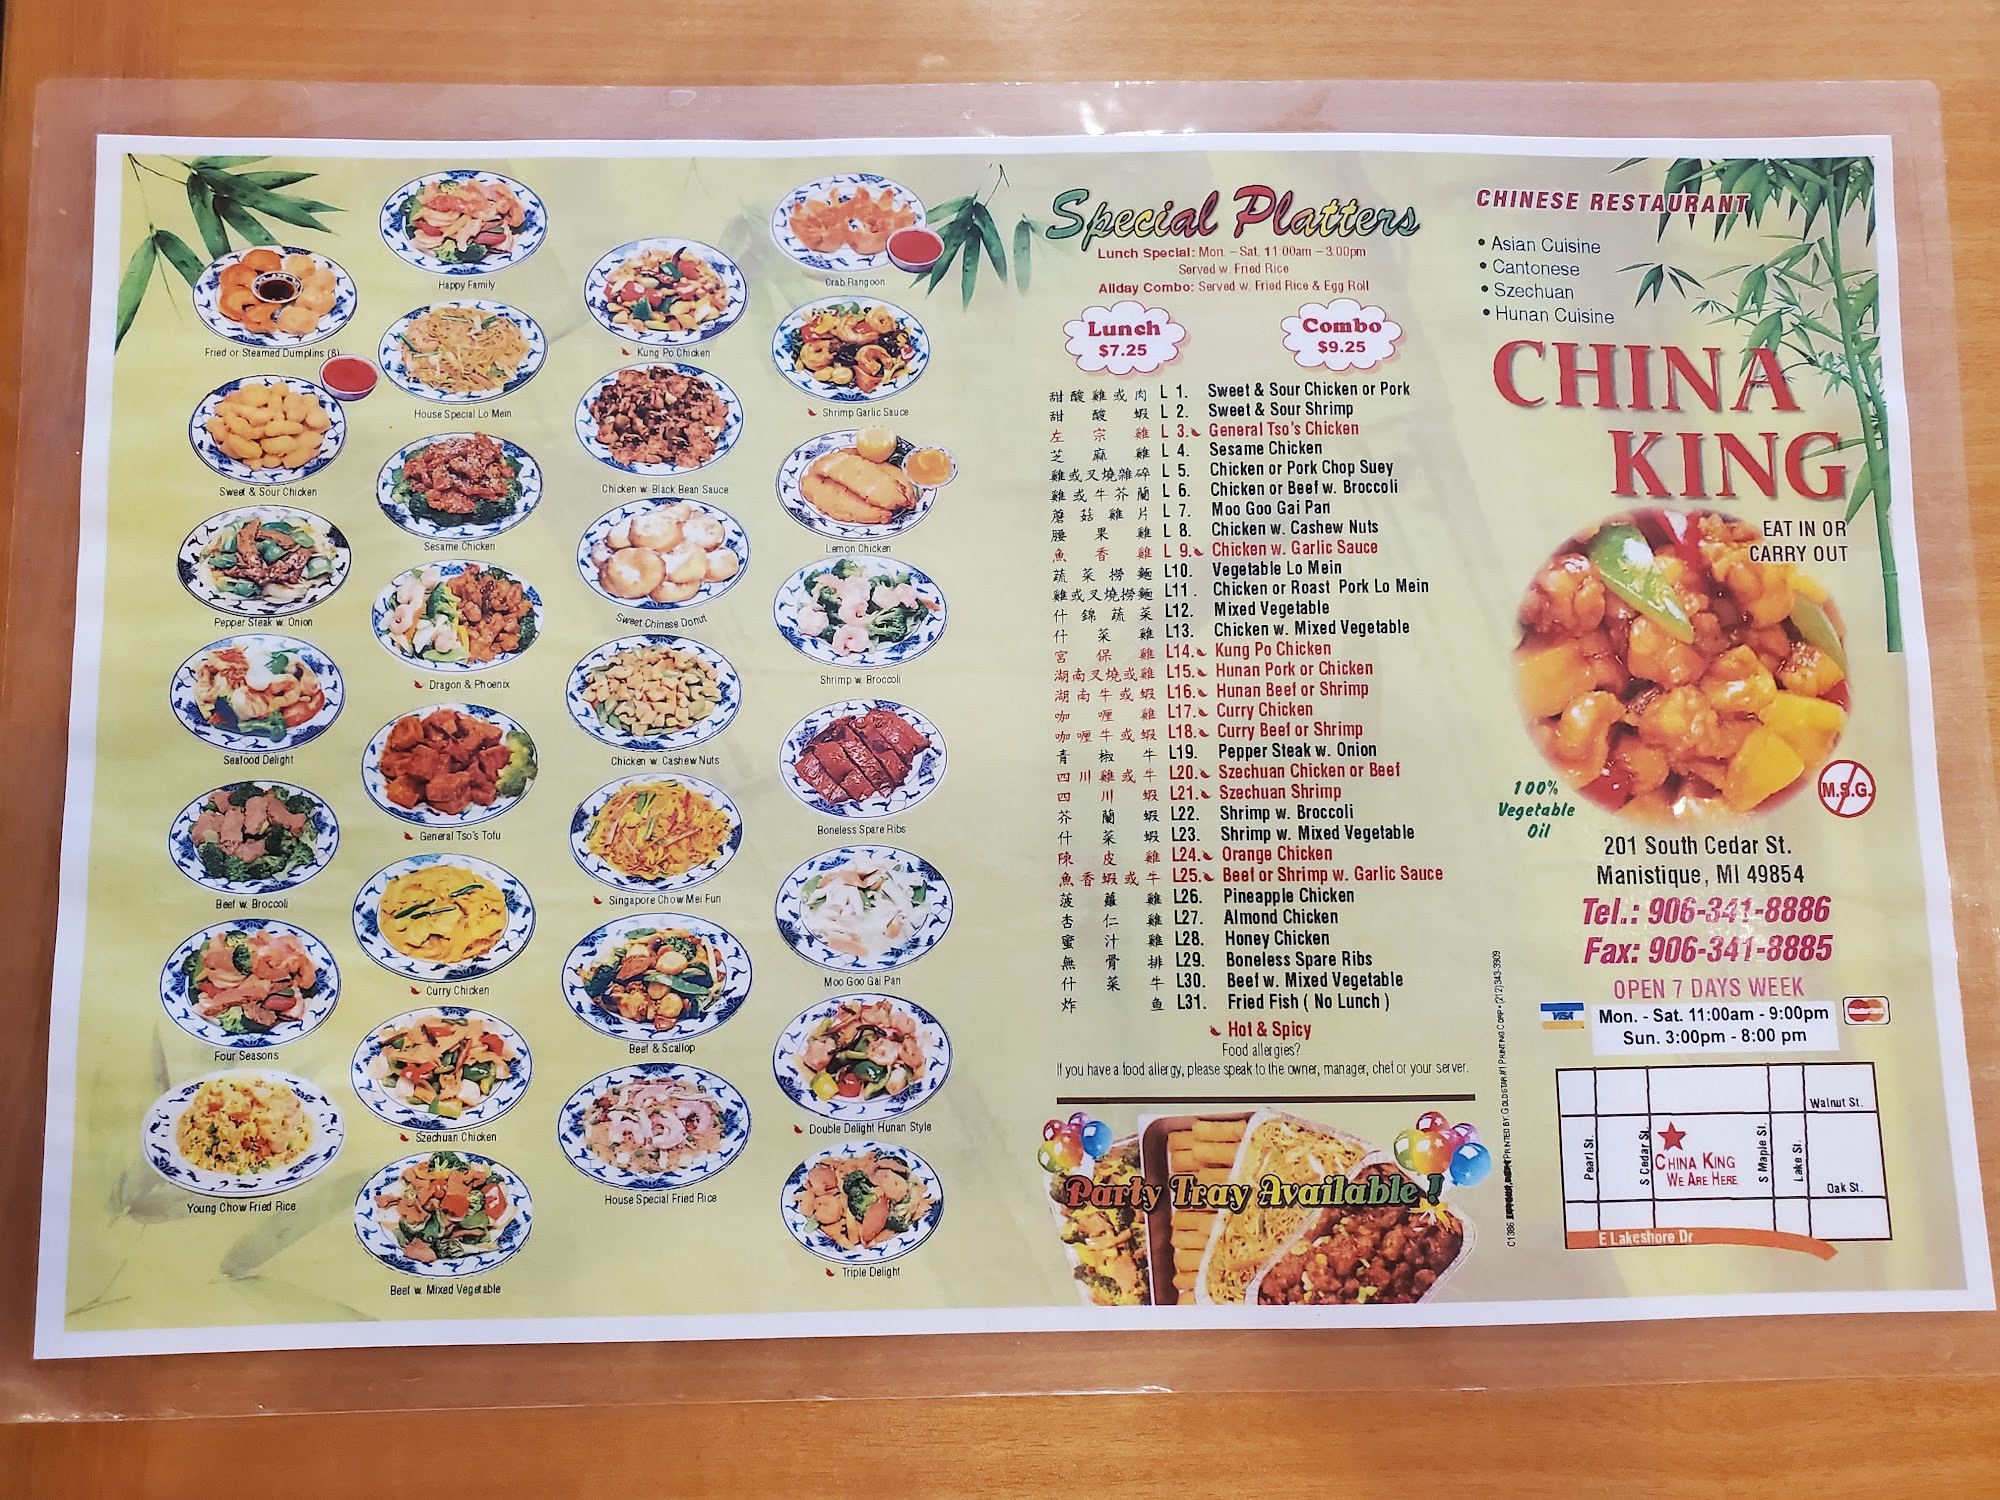 Fried or Steamed Dumplins (8)
Sweet & Sour Chicken
Pepper Steak w. Onion
Seafood Delight
Beef w. Broccoli
Four Seasons
Young Chow Fried Rice
Happy Family
House Special Lo Mein
Sesame Chicken
Dragon & Phoenix
General Tso's Tofu
Curry Chicken
Szechuan Chicken
Beef w. Mixed Vegetable
Kung Po Chicken
Chicken w. Black Bean Sauce
Sweet Chinese Donut
Chicken w. Cashew Nuts
Singapore Chow Mei Fun
Beef & Scallop
House Special Fried Rice
Crab Rangoon
Shrimp Garlic Sauce
Lemon Chicken
Shrimp w. Broccoli
Boneless Spare Ribs
Moo Goo Gai Pan
Double Delight Hunan Style
Triple Delight
Special Platters
Lunch Special: Mon. – Sat. 11:00am – 3:00pm
Served w. Fried Rice
Allday Combo: Served w. Fried Rice & Egg Roll
Lunch
$7.25
Combo
$9.25
甜酸雞或肉 L 1. Sweet & Sour Chicken or Pork
甜酸蝦 L 2. Sweet & Sour Shrimp
左宗雞 L 3. General Tso's Chicken
芝麻雞 L 4. Sesame Chicken
雞或叉燒雜碎 L 5. Chicken or Pork Chop Suey
雞或牛芥蘭 L 6. Chicken or Beef w. Broccoli
蘑菇雞片 L 7. Moo Goo Gai Pan
腰果雞 L 8. Chicken w. Cashew Nuts
魚香雞 L 9. Chicken w. Garlic Sauce
蔬菜撈麵 L10. Vegetable Lo Mein
雞或叉燒撈麵 L11. Chicken or Roast Pork Lo Mein
什錦蔬菜 L12. Mixed Vegetable
什菜雞 L13. Chicken w. Mixed Vegetable
宮保雞 L14. Kung Po Chicken
湖南叉燒或雞 L15. Hunan Pork or Chicken
湖南牛或蝦 L16. Hunan Beef or Shrimp
咖喱雞 L17. Curry Chicken
咖喱牛或蝦 L18. Curry Beef or Shrimp
青椒牛 L19. Pepper Steak w. Onion
四川雞或牛 L20. Szechuan Chicken or Beef
四川蝦 L21. Szechuan Shrimp
芥蘭蝦 L22. Shrimp w. Broccoli
什菜蝦 L23. Shrimp w. Mixed Vegetable
陳皮雞 L24. Orange Chicken
魚香蝦或牛 L25. Beef or Shrimp w. Garlic Sauce
菠蘿雞 L26. Pineapple Chicken
杏仁雞 L27. Almond Chicken
蜜汁雞 L28. Honey Chicken
無骨排 L29. Boneless Spare Ribs
什菜牛 L30. Beef w. Mixed Vegetable
炸鱼 L31. Fried Fish ( No Lunch )
Hot & Spicy
Food allergies?
If you have a food allergy, please speak to the owner, manager, chef or your server.
Party Tray Available !
PRINTED BY: GOLDSTAR #1 PRINTING CORP • (212)343-3909
CHINESE RESTAURANT
• Asian Cuisine
• Cantonese
• Szechuan
• Hunan Cuisine
CHINA
KING
EAT IN OR
CARRY OUT
100%
Vegetable
Oil
M.S.G.
201 South Cedar St.
Manistique, MI 49854
Tel.: 906-341-8886
Fax: 906-341-8885
OPEN 7 DAYS WEEK
VISA
Mon. - Sat. 11:00am - 9:00pm
Sun. 3:00pm - 8:00 pm
MasterCard
Walnut St.
Pearl St.
S Cedar St.
CHINA KING
WE ARE HERE
S Maple St.
Lake St.
Oak St.
E Lakeshore Dr